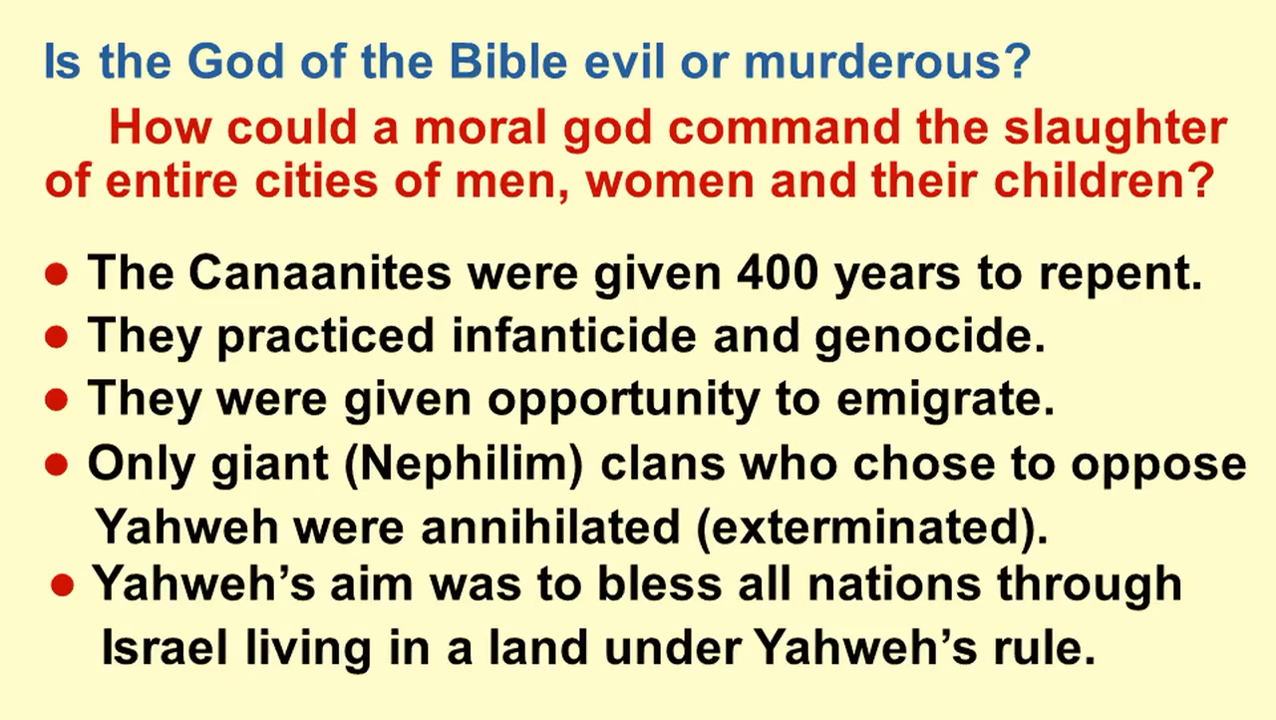 Is the God of the Bible evil or murderous?
How could a moral god command the slaughter
of entire cities of men, women and their children?
● The Canaanites were given 400 years to repent.
● They practiced infanticide and genocide.
● They were given opportunity to emigrate.
● Only giant (Nephilim) clans who chose to oppose
Yahweh were annihilated (exterminated).
● Yahweh’s aim was to bless all nations through
Israel living in a land under Yahweh’s rule.